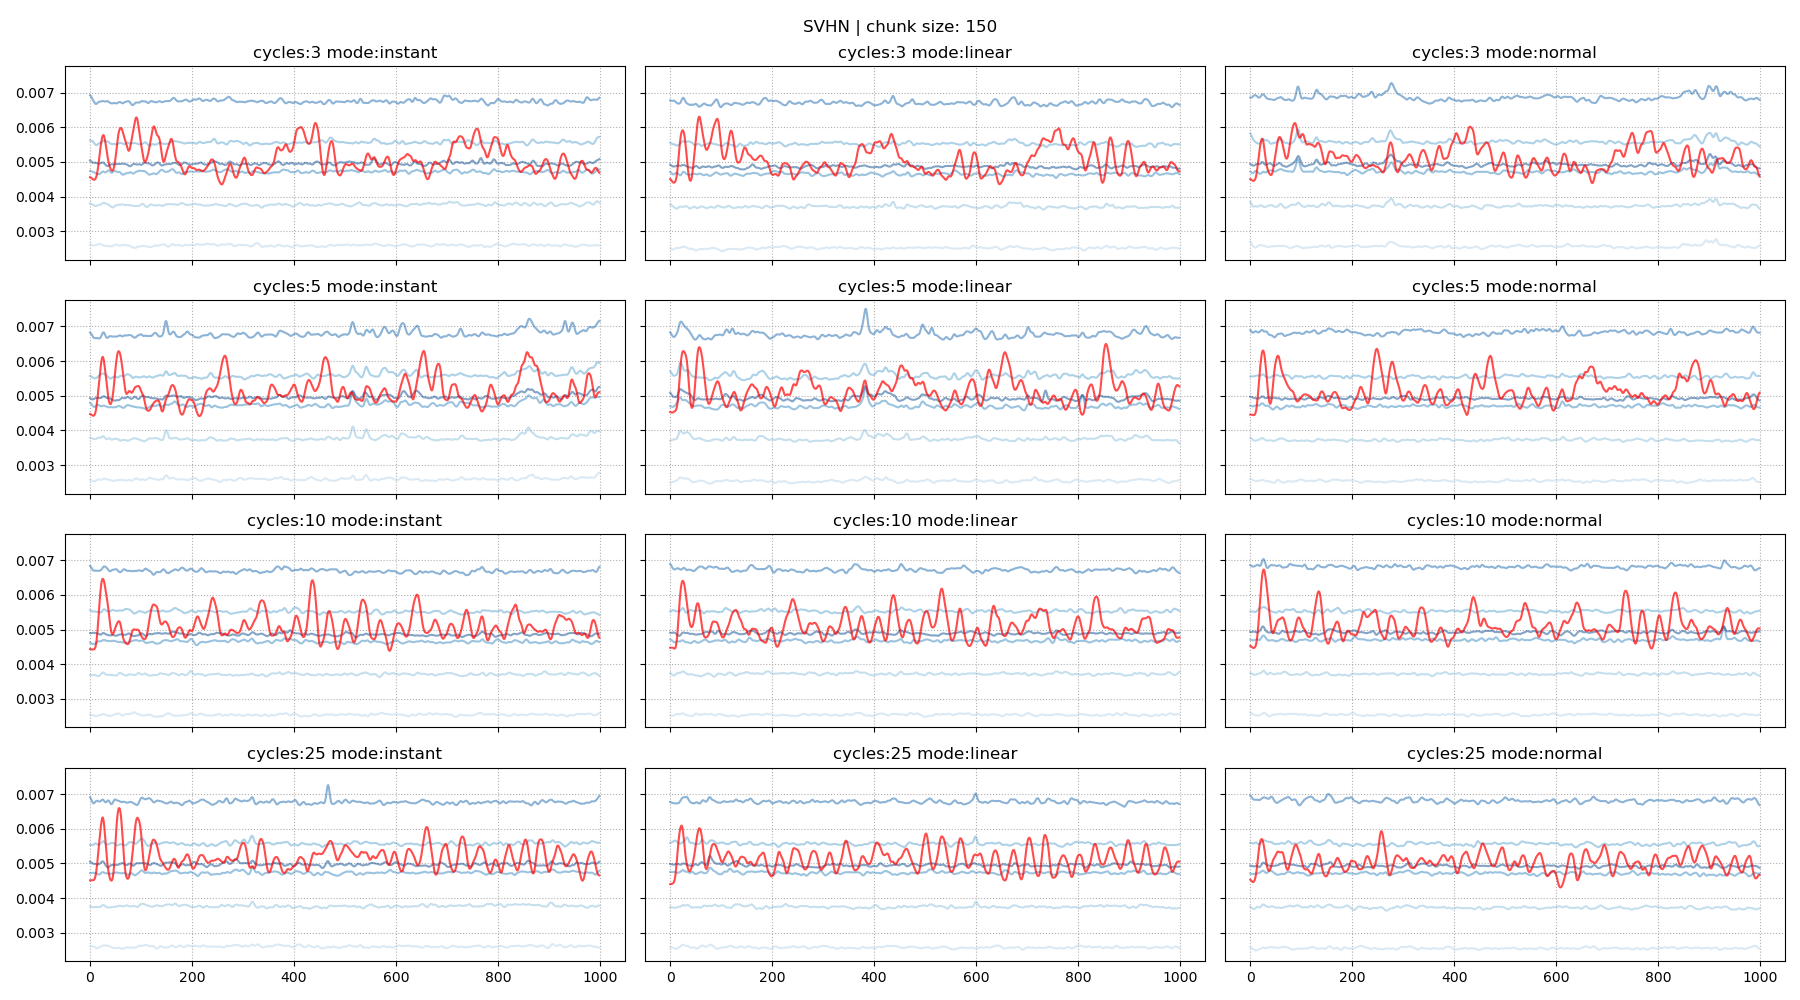 SVHN | chunk size: 150
cycles:3 mode:instant
cycles:3 mode:linear
cycles:3 mode:normal
0.007
0.006
0.005
0.004
0.003
cycles:5 mode:instant
cycles:5 mode:linear
cycles:5 mode:normal
0.007
0.006
0.005
0.004
0.003
cycles:10 mode:instant
cycles:10 mode:linear
cycles:10 mode:normal
0.007
0.006
0.005
0.004
0.003
cycles:25 mode:instant
cycles:25 mode:linear
cycles:25 mode:normal
0.007
0.006
0.005
0.004
0.003
0 200 400 600 800 1000
0 200 400 600 800 1000
0 200 400 600 800 1000